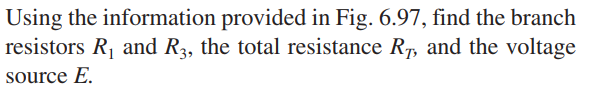 Using the information provided in Fig. 6.97, find the branch
resistors R₁ and R₃, the total resistance R_T, and the voltage
source E.